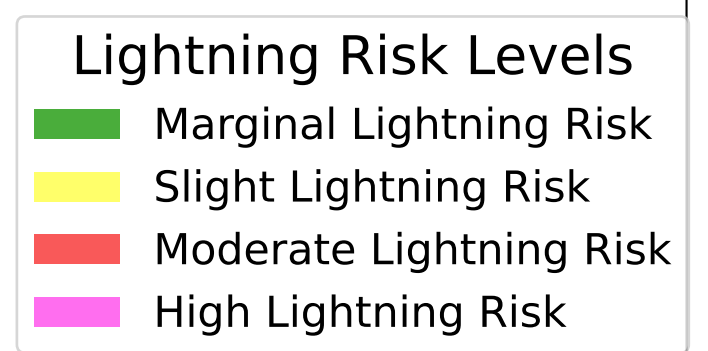 Lightning Risk Levels
Marginal Lightning Risk
Slight Lightning Risk
Moderate Lightning Risk
High Lightning Risk